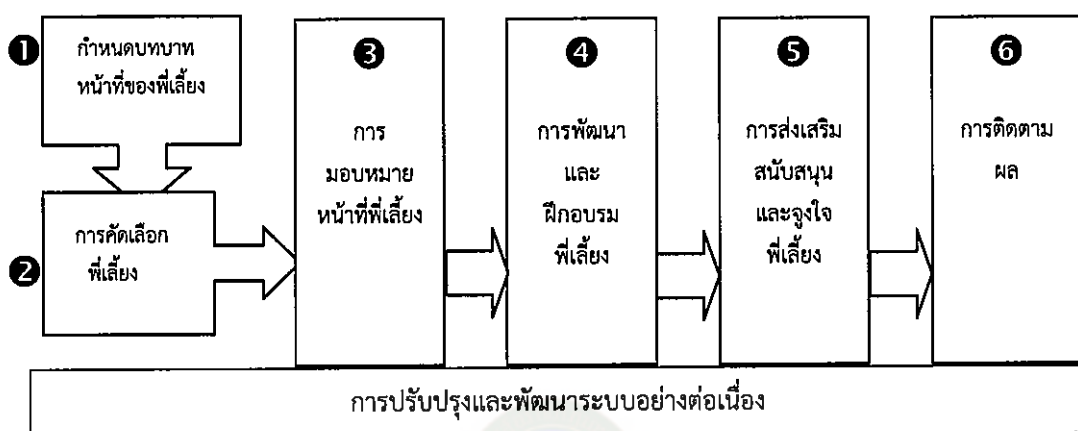 ❶
กำหนดบทบาท
หน้าที่ของพี่เลี้ยง
❷
การคัดเลือก
พี่เลี้ยง
❸
การ
มอบหมาย
หน้าที่พี่เลี้ยง
❹
การพัฒนา
และ
ฝึกอบรม
พี่เลี้ยง
❺
การส่งเสริม
สนับสนุน
และจูงใจ
พี่เลี้ยง
❻
การติดตาม
ผล
การปรับปรุงและพัฒนาระบบอย่างต่อเนื่อง